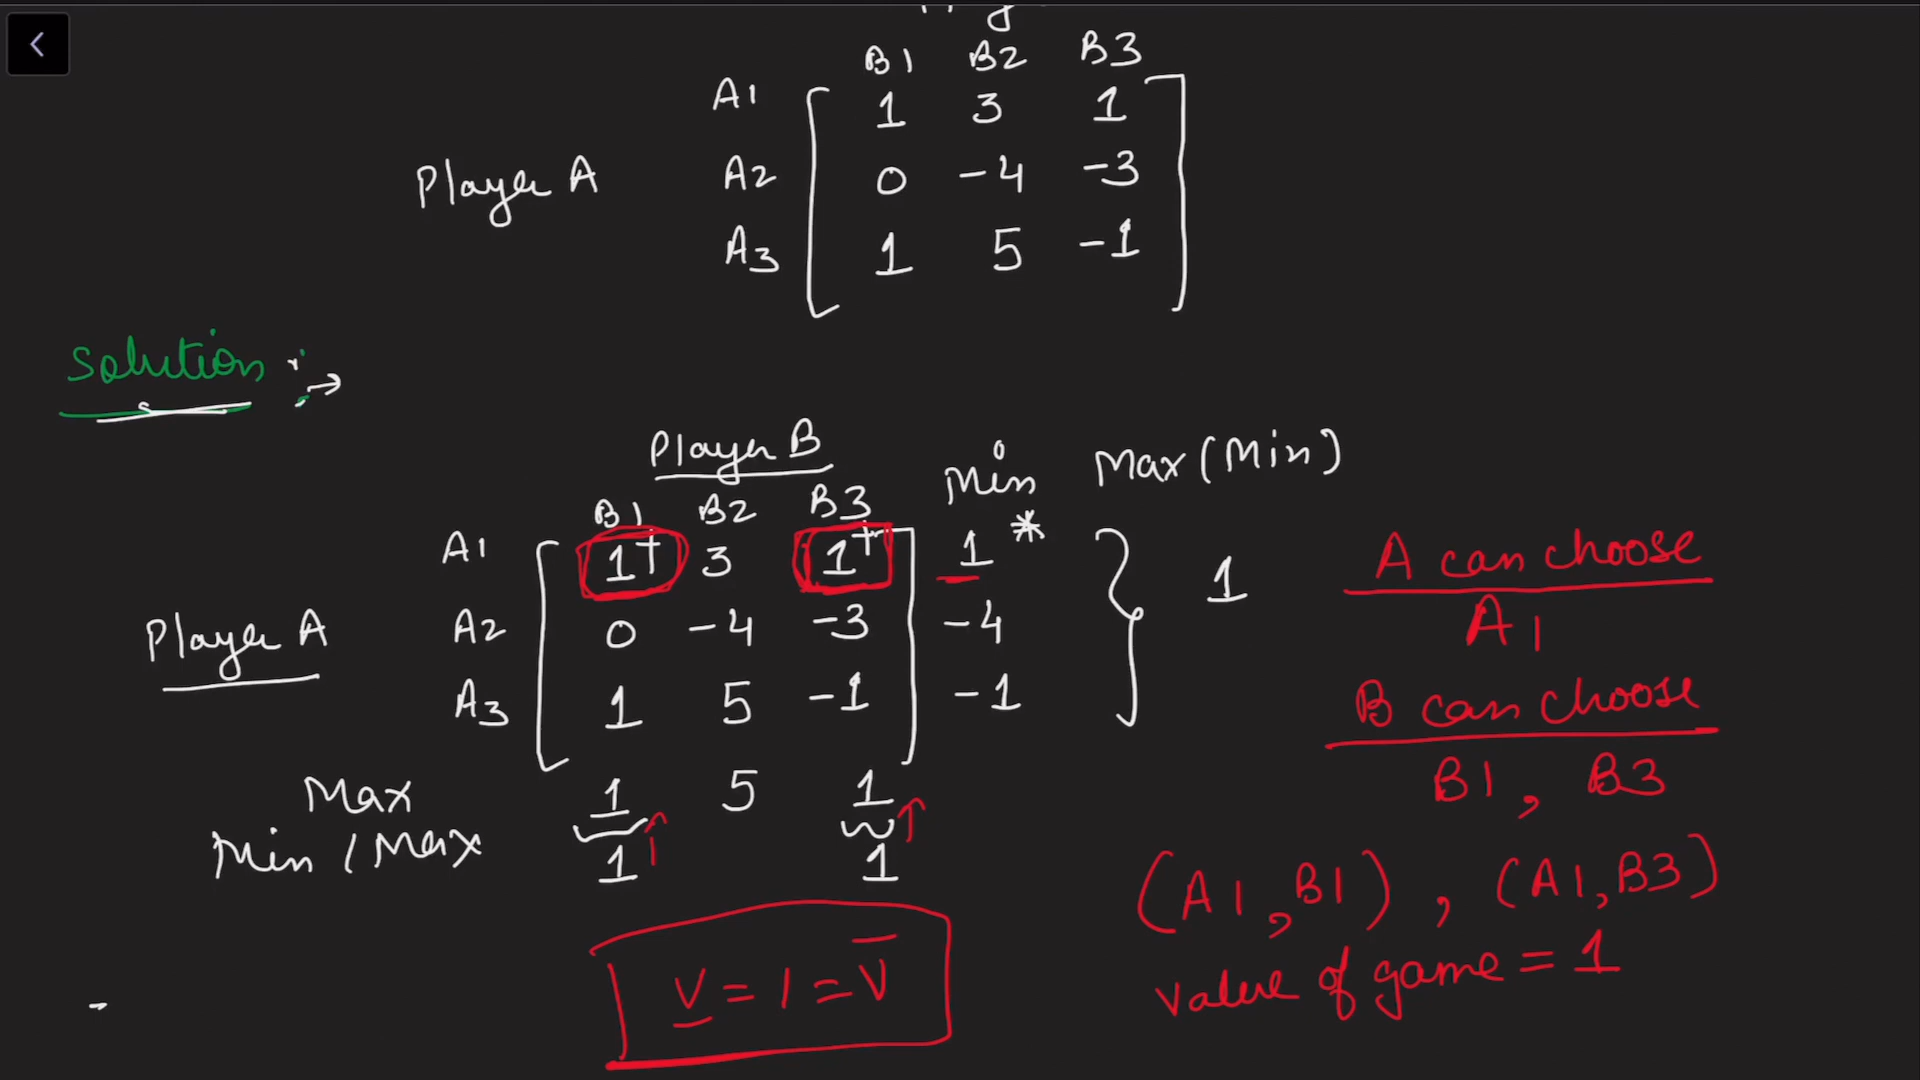 B1 B2 B3
A1 1 3 1
Player A A2 0 -4 -3
A3 1 5 -1
Solution :→
Player B Min Max(Min)
B1 B2 B3
A1 1† 3 1† 1 * 1 A can choose
A1
Player A A2 0 -4 -3 -4
A3 1 5 -1 -1 B can choose
Max 1 5 1 B1, B3
Min / Max 1 1 (A1, B1), (A1, B3)
V = 1 = V̅ value of game = 1